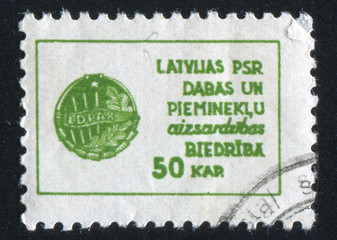 LATVIJAS PSR
DABAS UN
PIEMINEKĻU
aizsardzības
BIEDRĪBA
50 KAP.